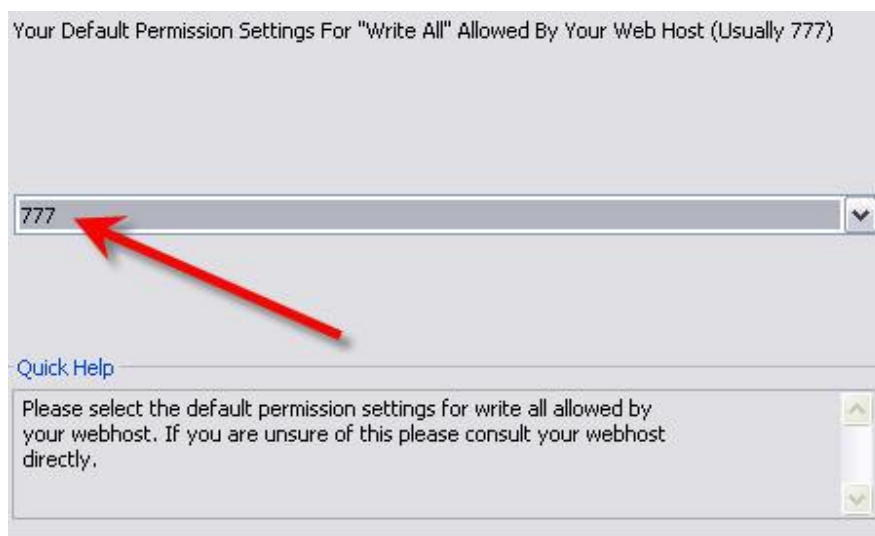 Your Default Permission Settings For "Write All" Allowed By Your Web Host (Usually 777)
777
Quick Help
Please select the default permission settings for write all allowed by
your webhost. If you are unsure of this please consult your webhost
directly.